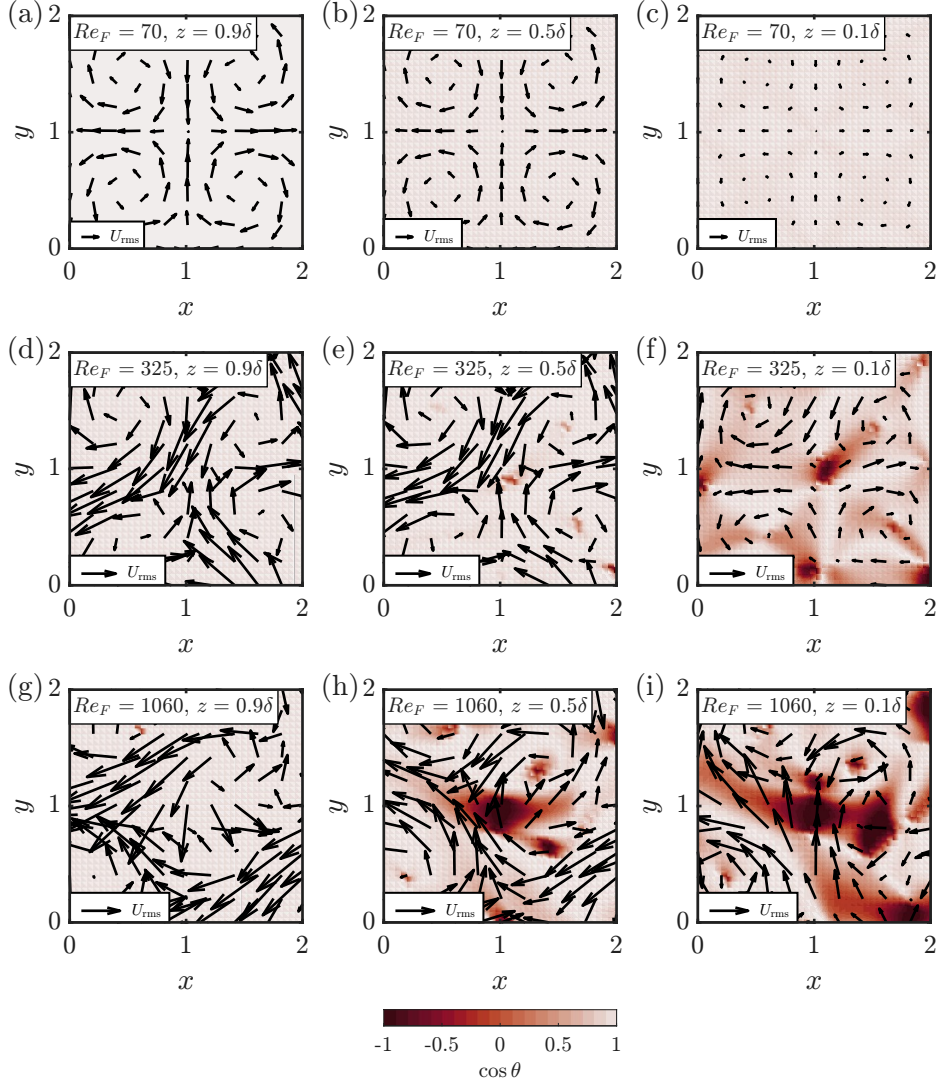 (a) 2 Re_F = 70, z = 0.9δ
y 1
0 U_rms
0 1 2
x
(b) 2 Re_F = 70, z = 0.5δ
y 1
0 U_rms
0 1 2
x
(c) 2 Re_F = 70, z = 0.1δ
y 1
0 U_rms
0 1 2
x
(d) 2 Re_F = 325, z = 0.9δ
y 1
0 U_rms
0 1 2
x
(e) 2 Re_F = 325, z = 0.5δ
y 1
0 U_rms
0 1 2
x
(f) 2 Re_F = 325, z = 0.1δ
y 1
0 U_rms
0 1 2
x
(g) 2 Re_F = 1060, z = 0.9δ
y 1
0 U_rms
0 1 2
x
(h) 2 Re_F = 1060, z = 0.5δ
y 1
0 U_rms
0 1 2
x
(i) 2 Re_F = 1060, z = 0.1δ
y 1
0 U_rms
0 1 2
x
-1 -0.5 0 0.5 1
cos θ